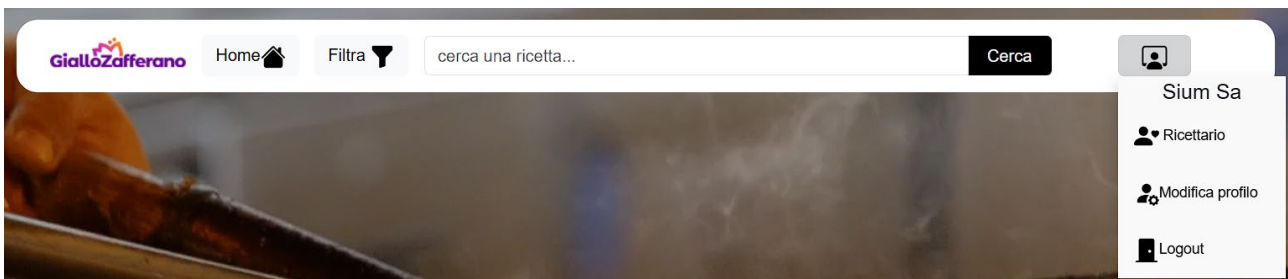 GialloZafferano Home Filtra cerca una ricetta... Cerca
Sium Sa
Ricettario
Modifica profilo
Logout